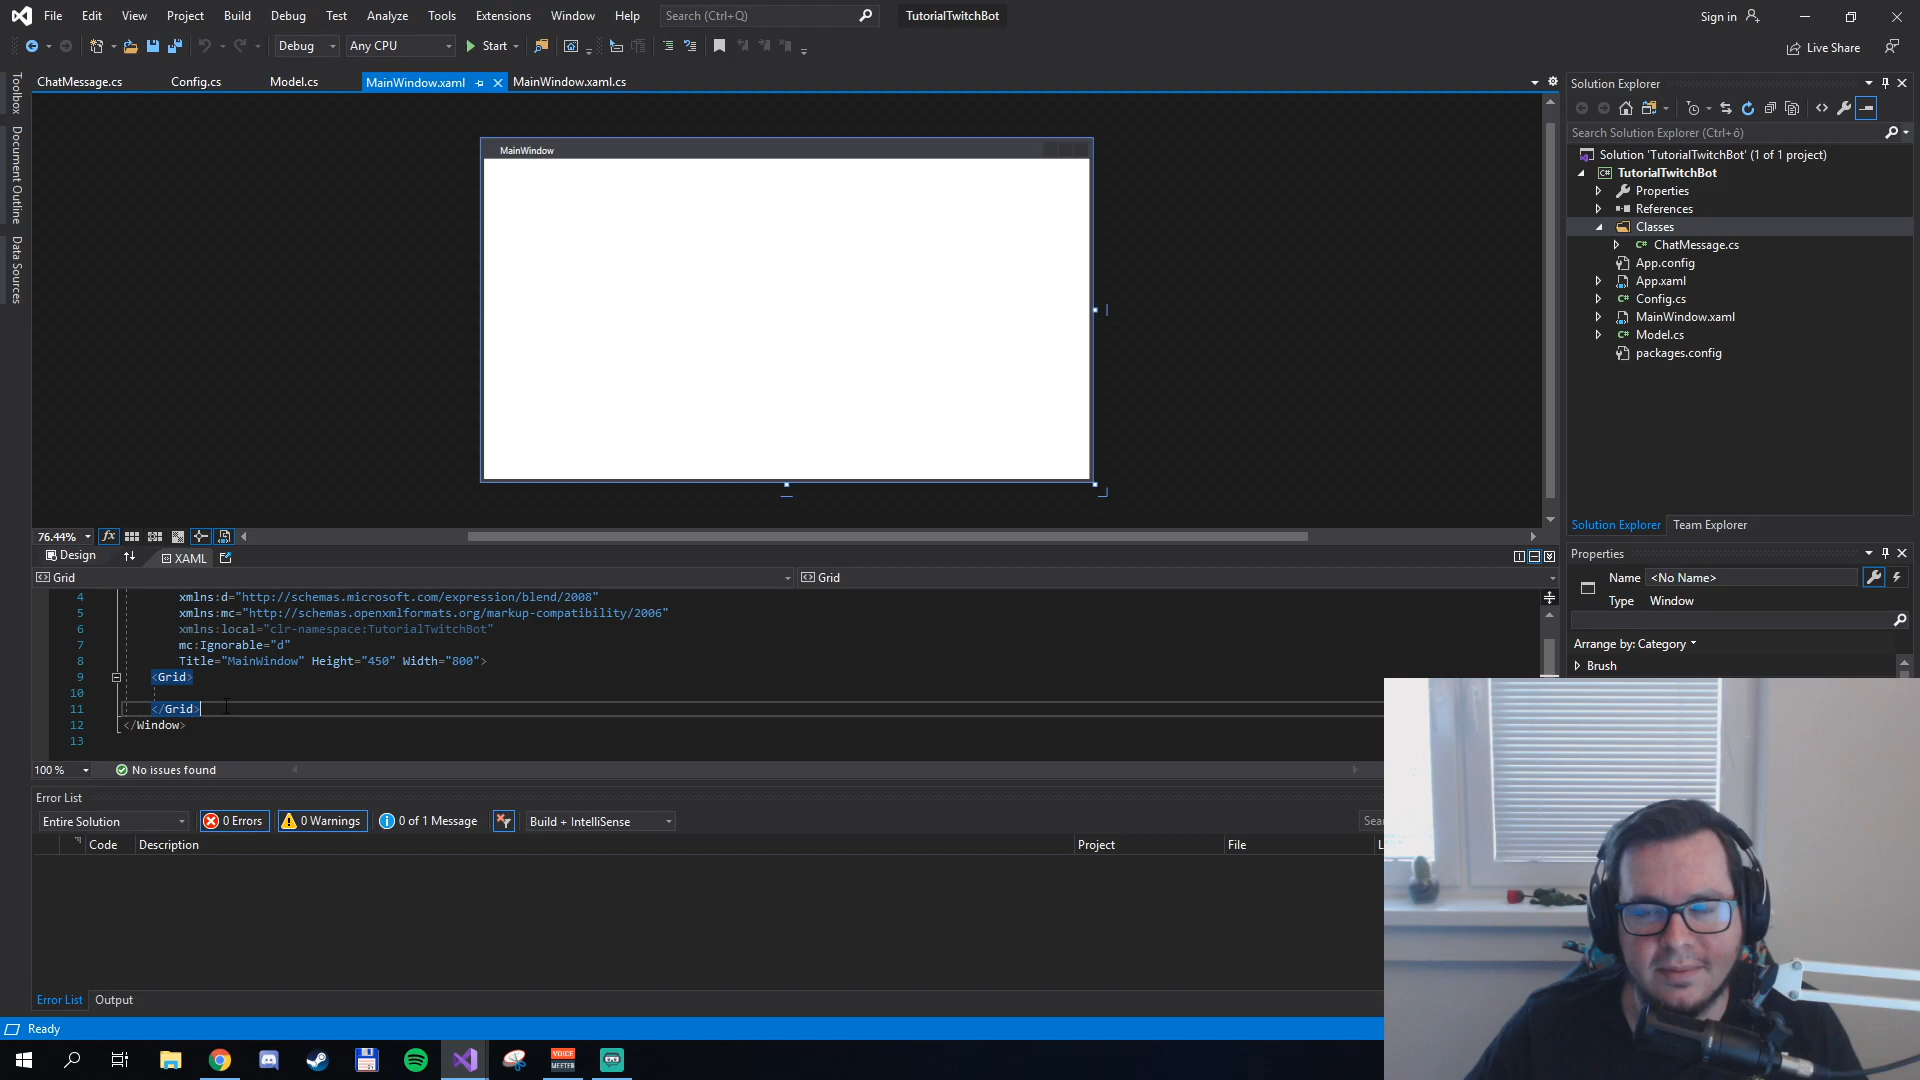 File Edit View Project Build Debug Test Analyze Tools Extensions Window Help Search (Ctrl+Q) TutorialTwitchBot Sign in
Debug Any CPU Start Live Share
ChatMessage.cs Config.cs Model.cs MainWindow.xaml MainWindow.xaml.cs
Toolbox
Document Outline
Data Sources
MainWindow
76.44%
Design XAML
Grid Grid
4 xmlns:d="http://schemas.microsoft.com/expression/blend/2008"
5 xmlns:mc="http://schemas.openxmlformats.org/markup-compatibility/2006"
6 xmlns:local="clr-namespace:TutorialTwitchBot"
7 mc:Ignorable="d"
8 Title="MainWindow" Height="450" Width="800">
9 <Grid>
10
11 </Grid>
12 </Window>
13
100 % No issues found
Error List
Entire Solution 0 Errors 0 Warnings 0 of 1 Message Build + IntelliSense Sea
Code Description Project File L
Error List Output
Ready
Solution Explorer
Search Solution Explorer (Ctrl+ô)
Solution 'TutorialTwitchBot' (1 of 1 project)
TutorialTwitchBot
Properties
References
Classes
ChatMessage.cs
App.config
App.xaml
Config.cs
MainWindow.xaml
Model.cs
packages.config
Solution Explorer Team Explorer
Properties
Name <No Name>
Type Window
Arrange by: Category
Brush
VOICE
MEETER